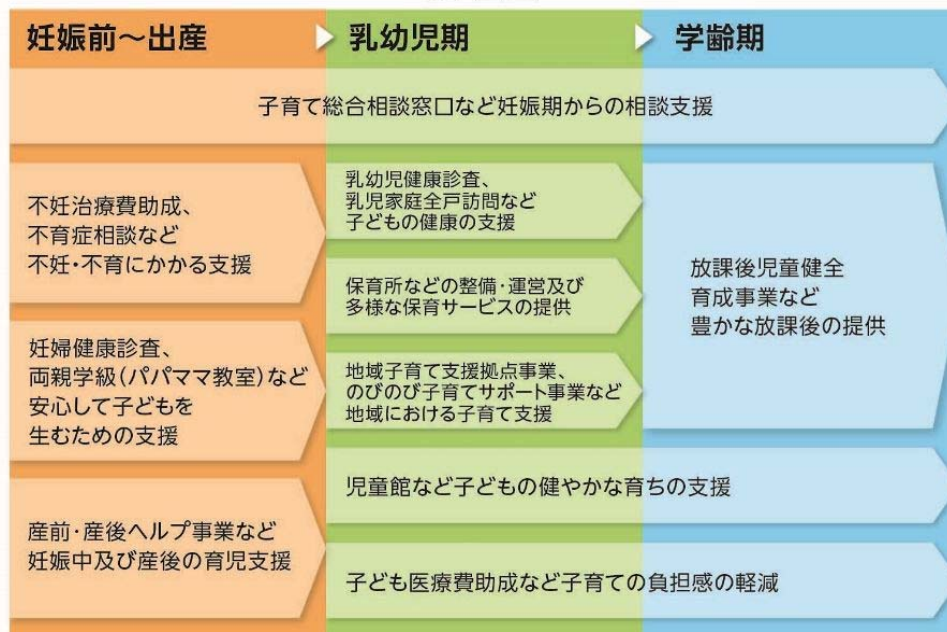 妊娠前～出産
乳幼児期
学齢期
子育て総合相談窓口など妊娠期からの相談支援
不妊治療費助成、
不育症相談など
不妊・不育にかかる支援
妊婦健康診査、
両親学級（パパママ教室）など
安心して子どもを
生むための支援
産前・産後ヘルプ事業など
妊娠中及び産後の育児支援
乳幼児健康診査、
乳児家庭全戸訪問など
子どもの健康の支援
保育所などの整備・運営及び
多様な保育サービスの提供
地域子育て支援拠点事業、
のびのび子育てサポート事業など
地域における子育て支援
放課後児童健全
育成事業など
豊かな放課後の提供
児童館など子どもの健やかな育ちの支援
子ども医療費助成など子育ての負担感の軽減